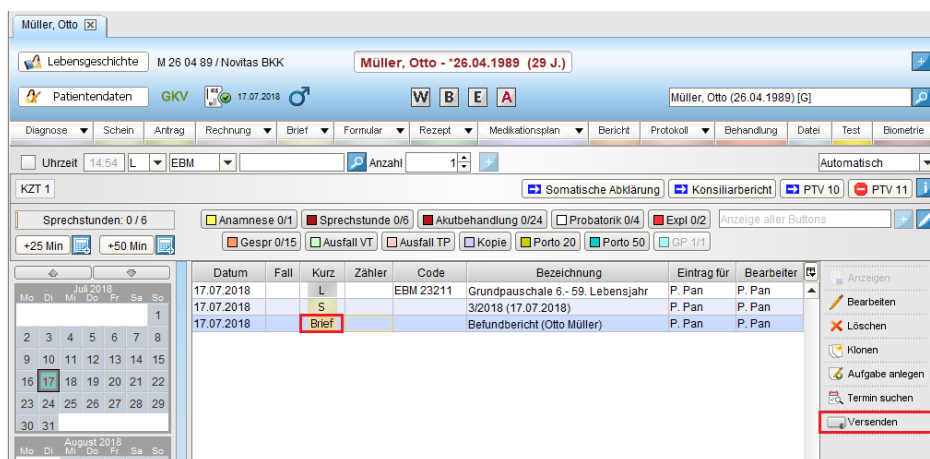 Müller, Otto
Lebensgeschichte M 26 04 89 / Novitas BKK Müller, Otto - *26.04.1989 (29 J.)
Patientendaten GKV 17.07.2018 W B E A Müller, Otto (26.04.1989) [G]
Diagnose Schein Antrag Rechnung Brief Formular Rezept Medikationsplan Bericht Protokoll Behandlung Datei Test Biometrie
Uhrzeit 14:54 L EBM Anzahl 1 Automatisch
KZT 1 Somatische Abklärung Konsiliarbericht PTV 10 PTV 11
Sprechstunden: 0 / 6 Anamnese 0/1 Sprechstunde 0/6 Akutbehandlung 0/24 Probatorik 0/4 Expl 0/2 Anzeige aller Buttons
+25 Min +50 Min Gespr 0/15 Ausfall VT Ausfall TP Kopie Porto 20 Porto 50 GP 1/1
Datum Fall Kurz Zähler Code Bezeichnung Eintrag für Bearbeiter
17.07.2018 L EBM 23211 Grundpauschale 6.- 59. Lebensjahr P. Pan P. Pan
17.07.2018 S 3/2018 (17.07.2018) P. Pan P. Pan
17.07.2018 Brief Befundbericht (Otto Müller) P. Pan P. Pan
Juli 2018
Mo Di Mi Do Fr Sa So
1
2 3 4 5 6 7 8
9 10 11 12 13 14 15
16 17 18 19 20 21 22
23 24 25 26 27 28 29
30 31
August 2018
Mo Di Mi Do Fr Sa So
Anzeigen
Bearbeiten
Löschen
Klonen
Aufgabe anlegen
Termin suchen
Versenden